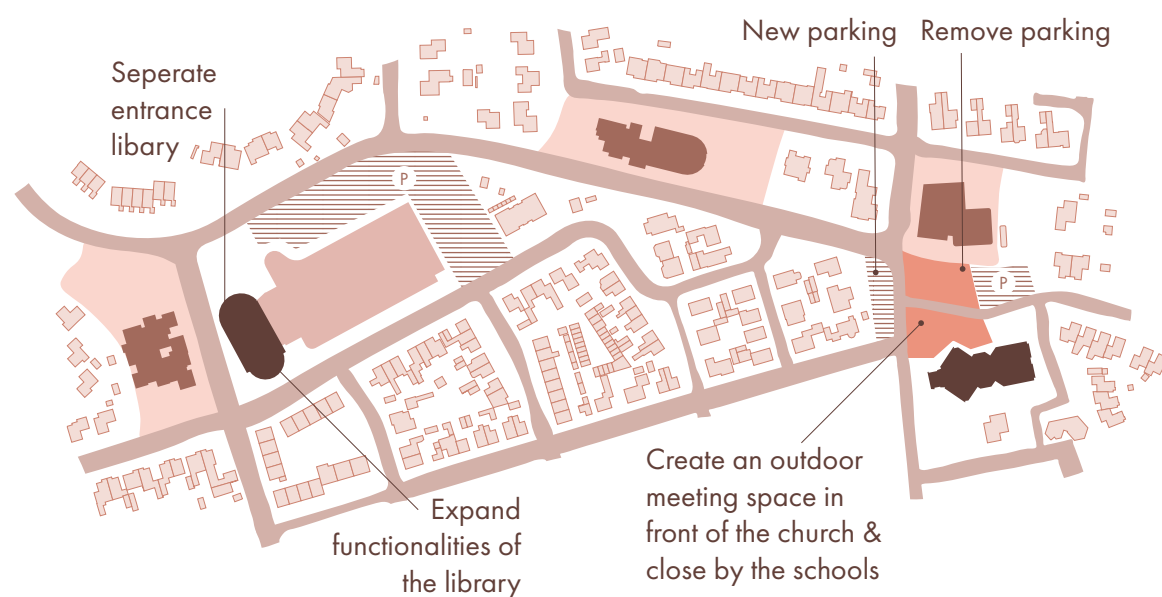 New parking
Remove parking
Seperate
entrance
libary
P
P
Create an outdoor
meeting space in
front of the church &
close by the schools
Expand
functionalities of
the library